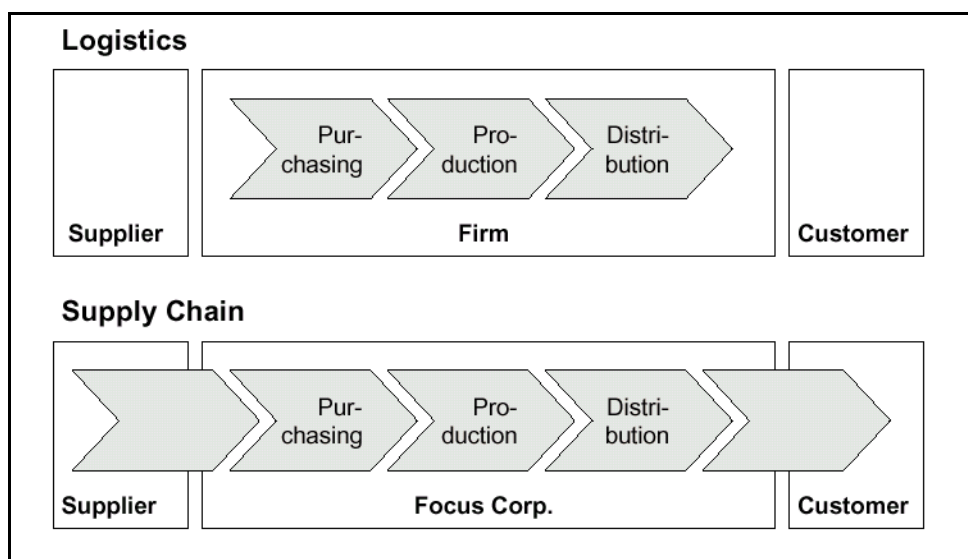 Logistics
Pur-
chasing
Pro-
duction
Distri-
bution
Supplier
Firm
Customer
Supply Chain
Pur-
chasing
Pro-
duction
Distri-
bution
Supplier
Focus Corp.
Customer